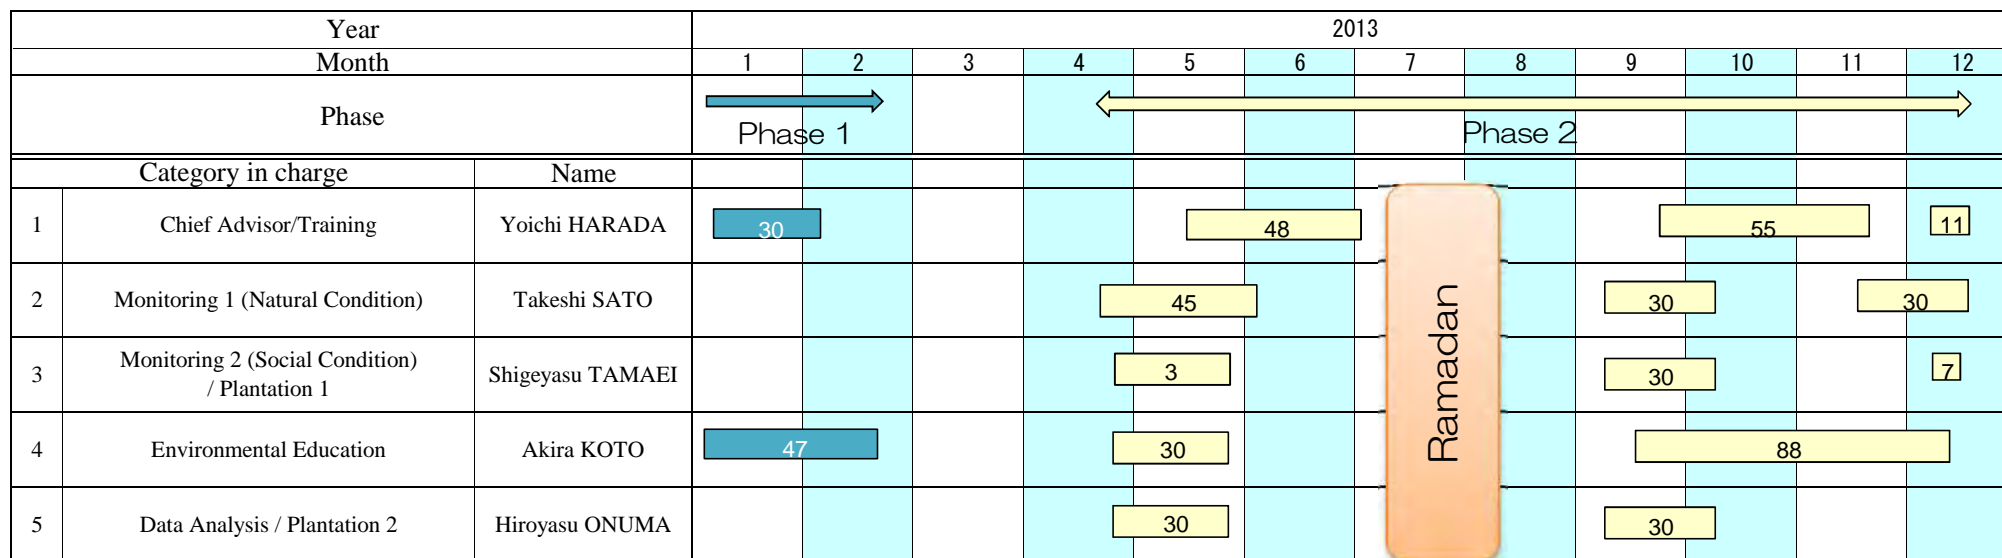 Year 2013
Month 1 2 3 4 5 6 7 8 9 10 11 12
Phase Phase 1 Phase 2
Category in charge Name
1 Chief Advisor/Training Yoichi HARADA 30 48 55 11
2 Monitoring 1 (Natural Condition) Takeshi SATO 45 30 30
3 Monitoring 2 (Social Condition)
/ Plantation 1 Shigeyasu TAMAEI 3 30 7
4 Environmental Education Akira KOTO 47 30 88
5 Data Analysis / Plantation 2 Hiroyasu ONUMA 30 30
Ramadan